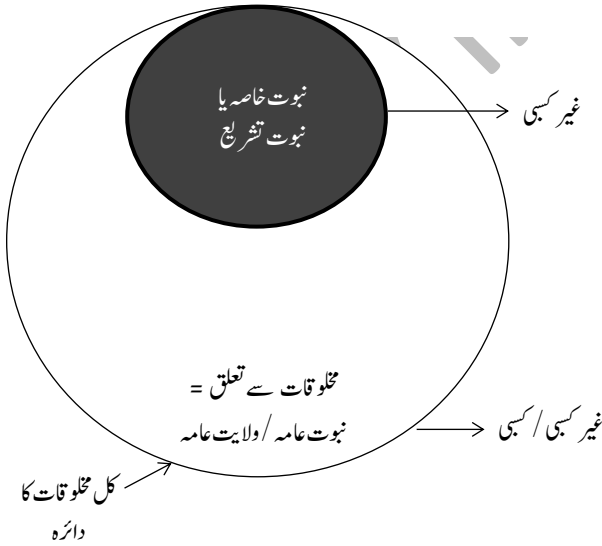 نبوت خاصہ یا
نبوت تشریع
غیر کسبی
مخلوقات سے تعلق =
نبوت عامہ / ولایت عامہ
غیر کسبی / کسبی
کل مخلوقات کا
دائرہ